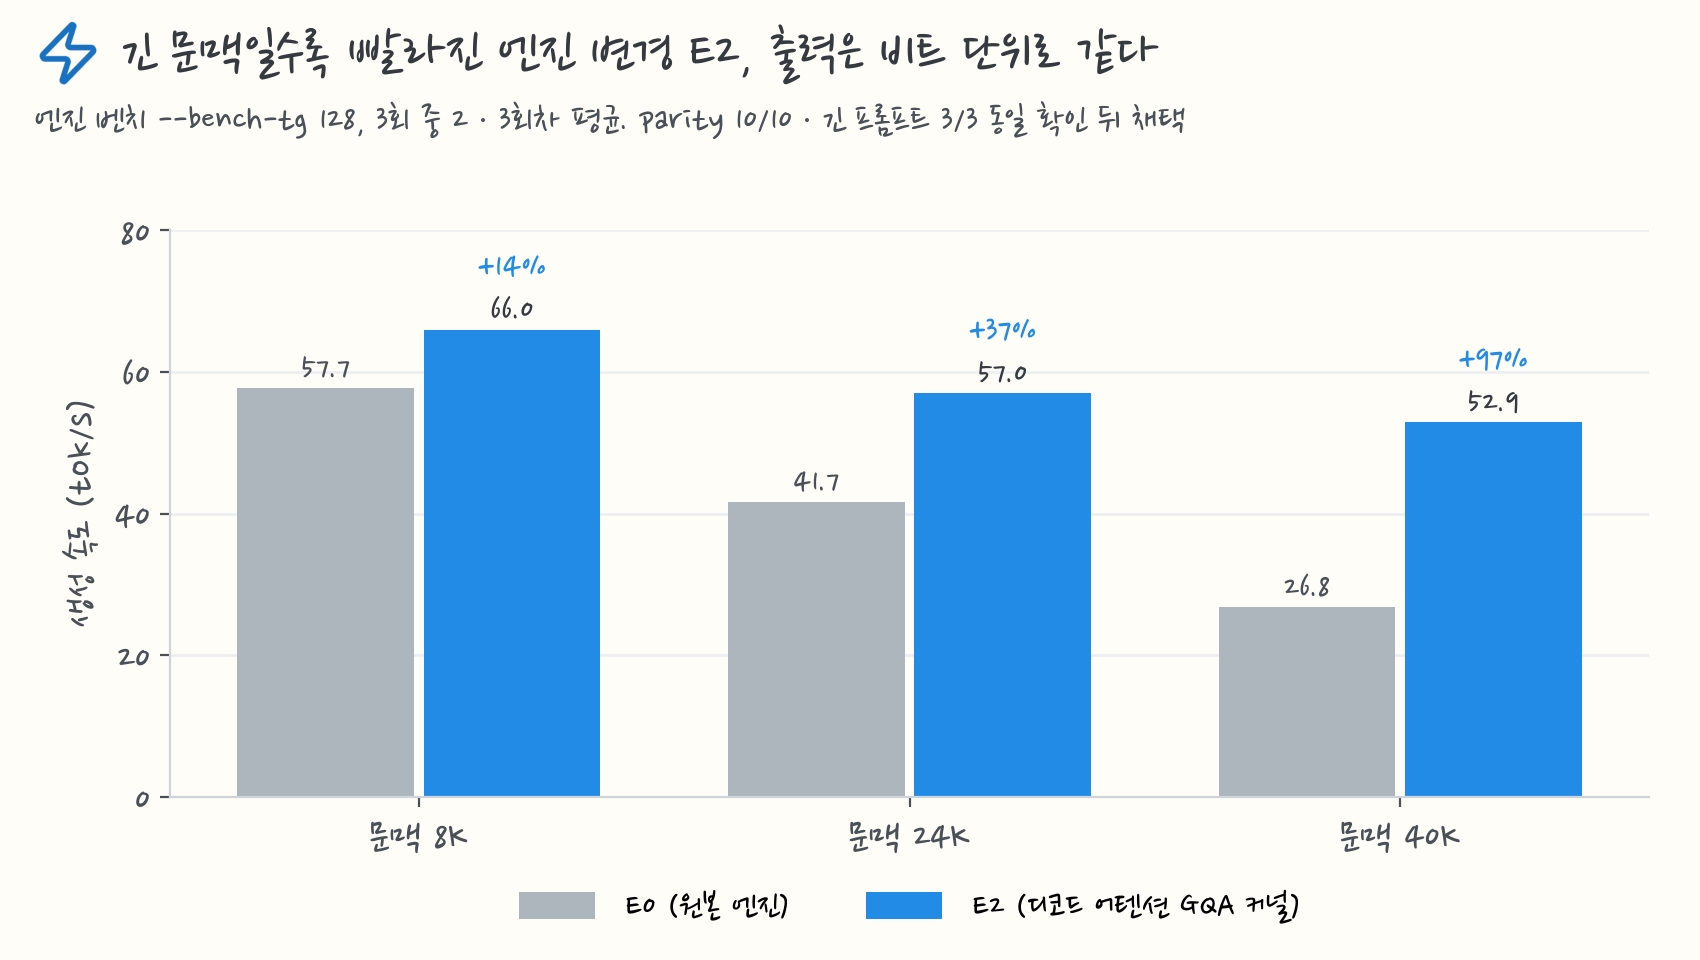 긴 문맥일수록 빨라진 엔진 변경 E2, 출력은 비트 단위로 같다
엔진 벤치 --bench-tg 128, 3회 중 2 · 3회차 평균. parity 10/10 · 긴 프롬프트 3/3 동일 확인 뒤 채택
생성 속도 (tok/s)
80
60
40
20
0
57.7
+14%
66.0
41.7
+37%
57.0
26.8
+97%
52.9
문맥 8K
문맥 24K
문맥 40K
E0 (원본 엔진)
E2 (디코드 어텐션 GQA 커널)